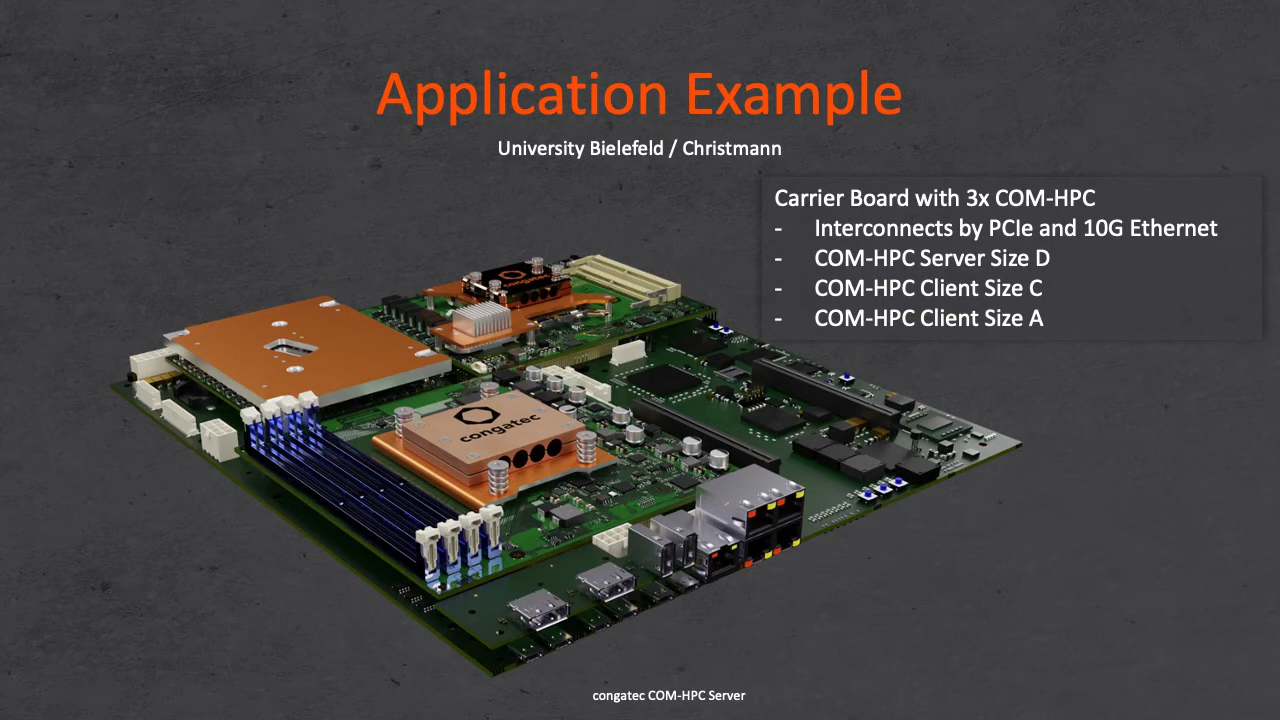 Application Example
University Bielefeld / Christmann
Carrier Board with 3x COM-HPC
- Interconnects by PCIe and 10G Ethernet
- COM-HPC Server Size D
- COM-HPC Client Size C
- COM-HPC Client Size A
congatec
congatec
congatec COM-HPC Server